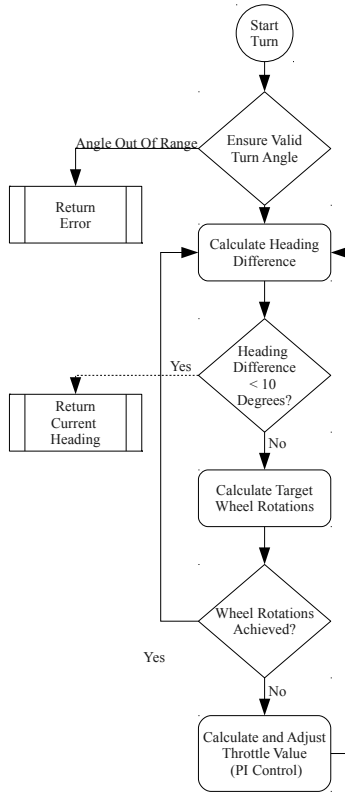 Start
Turn
Ensure Valid
Turn Angle
Angle Out Of Range
Return
Error
Calculate Heading
Difference
Heading
Difference
< 10
Degrees?
Yes
Return
Current
Heading
No
Calculate Target
Wheel Rotations
Wheel Rotations
Achieved?
Yes
No
Calculate and Adjust
Throttle Value
(PI Control)